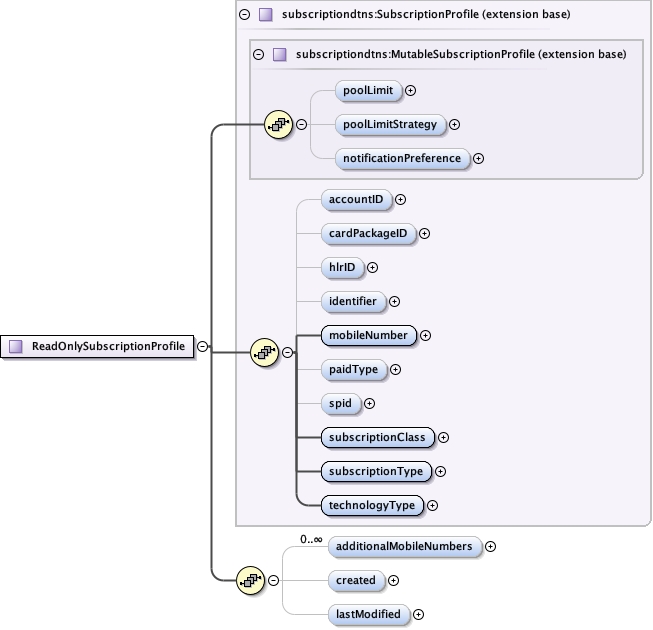 subscriptiondtns:SubscriptionProfile (extension base)
subscriptiondtns:MutableSubscriptionProfile (extension base)
poolLimit
poolLimitStrategy
notificationPreference
accountID
cardPackageID
hlrID
identifier
mobileNumber
ReadOnlySubscriptionProfile
paidType
spid
subscriptionClass
subscriptionType
technologyType
0..∞
additionalMobileNumbers
created
lastModified